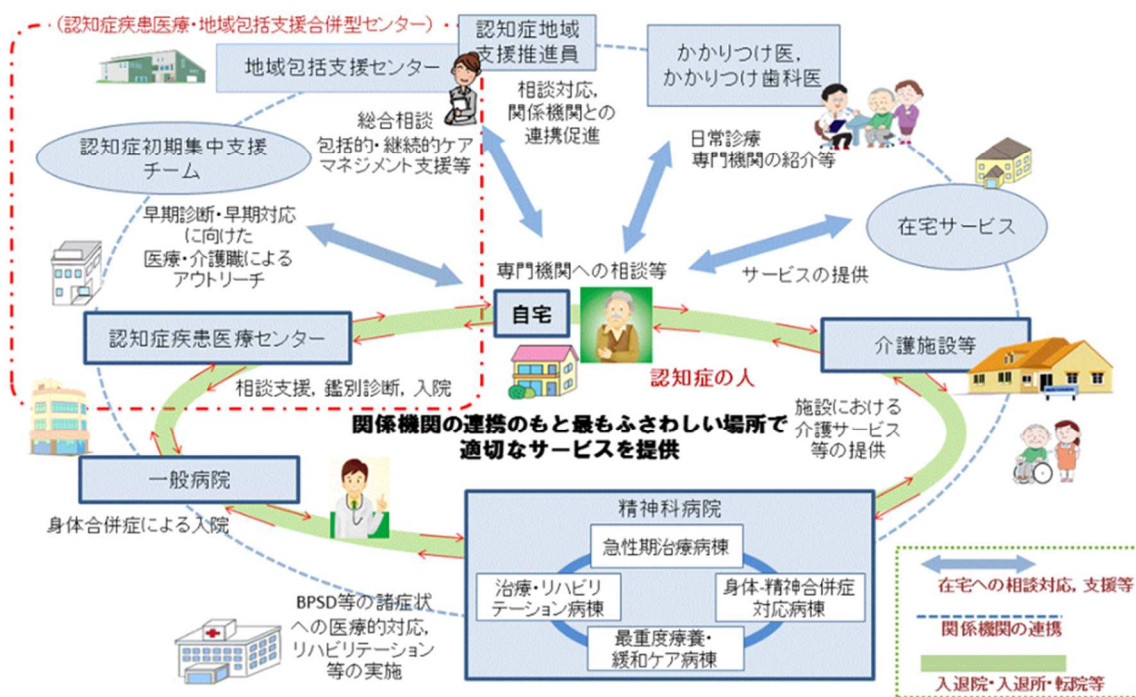 (認知症疾患医療・地域包括支援合併型センター)
地域包括支援センター
認知症地域
支援推進員
かかりつけ医,
かかりつけ歯科医
総合相談
包括的・継続的ケア
マネジメント支援等
相談対応,
関係機関との
連携促進
日常診療
専門機関の紹介等
認知症初期集中支援
チーム
早期診断・早期対応
に向けた
医療・介護職による
アウトリーチ
在宅サービス
サービスの提供
専門機関への相談等
自宅
認知症の人
認知症疾患医療センター
相談支援, 鑑別診断, 入院
介護施設等
施設における
介護サービス
等の提供
関係機関の連携のもと最もふさわしい場所で
適切なサービスを提供
一般病院
身体合併症による入院
精神科病院
急性期治療病棟
治療・リハビリ
テーション病棟
身体-精神合併症
対応病棟
最重度療養・
緩和ケア病棟
BPSD等の諸症状
への医療的対応,
リハビリテーション
等の実施
在宅への相談対応, 支援等
関係機関の連携
入退院・入退所・転院等